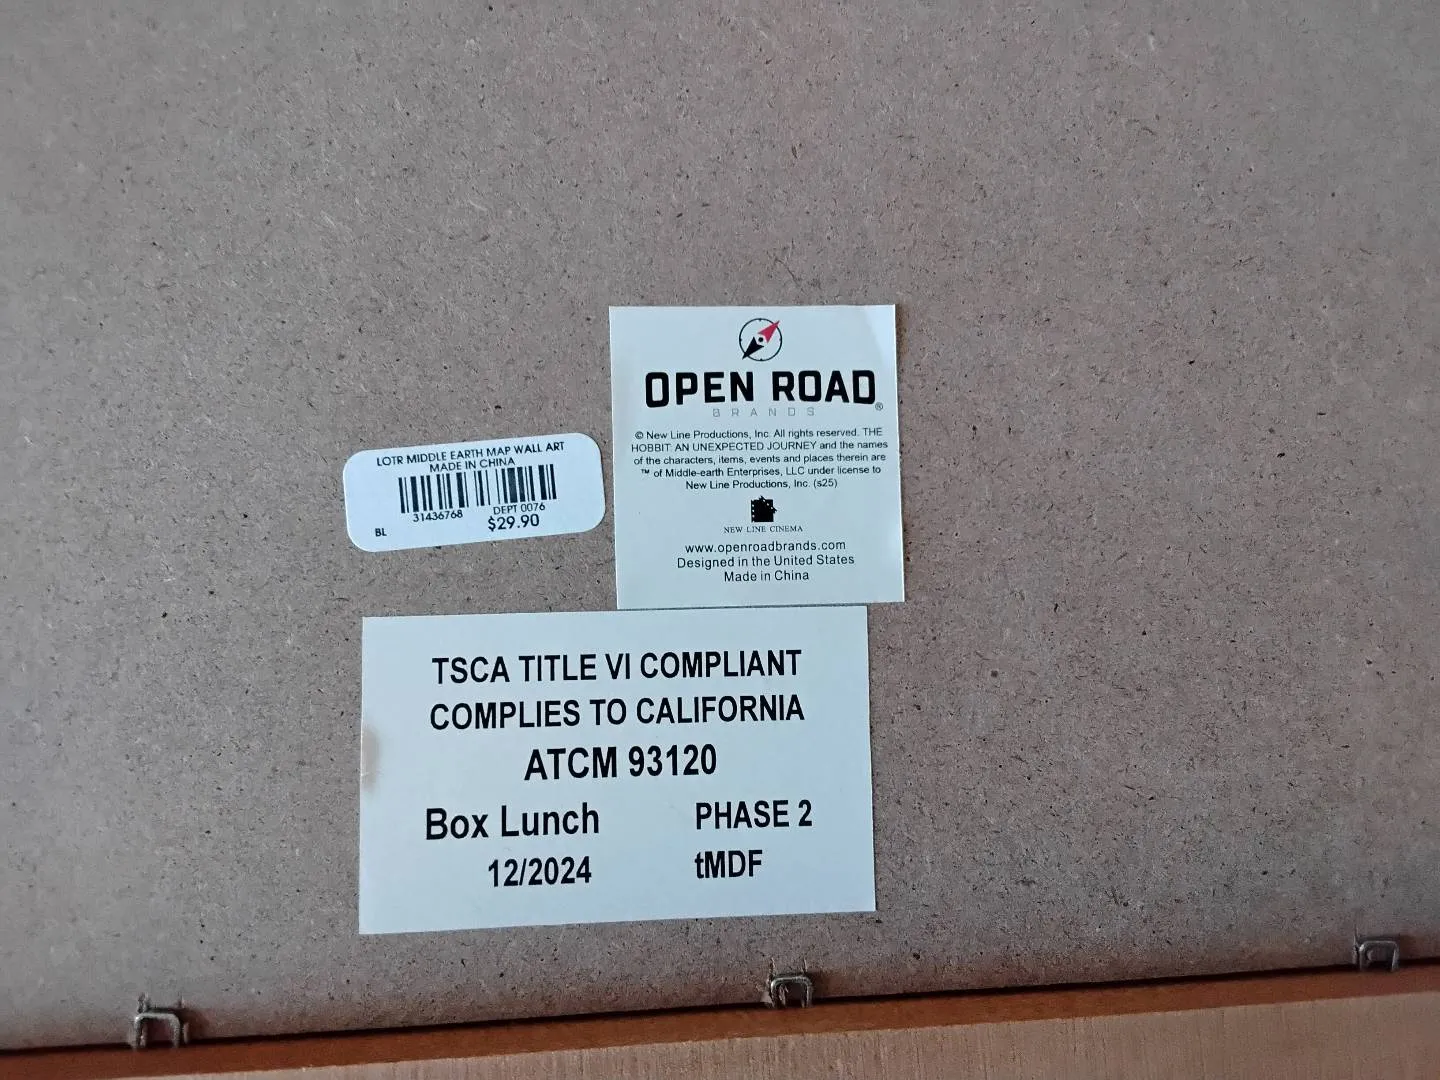 LOTR MIDDLE EARTH MAP WALL ART
MADE IN CHINA
31436768
DEPT 0076
BL
$29.90
OPEN ROAD®
BRANDS
© New Line Productions, Inc. All rights reserved. THE
HOBBIT: AN UNEXPECTED JOURNEY and the names
of the characters, items, events and places therein are
™ of Middle-earth Enterprises, LLC under license to
New Line Productions, Inc. (s25)
NEW LINE CINEMA
www.openroadbrands.com
Designed in the United States
Made in China
TSCA TITLE VI COMPLIANT
COMPLIES TO CALIFORNIA
ATCM 93120
Box Lunch PHASE 2
12/2024 tMDF